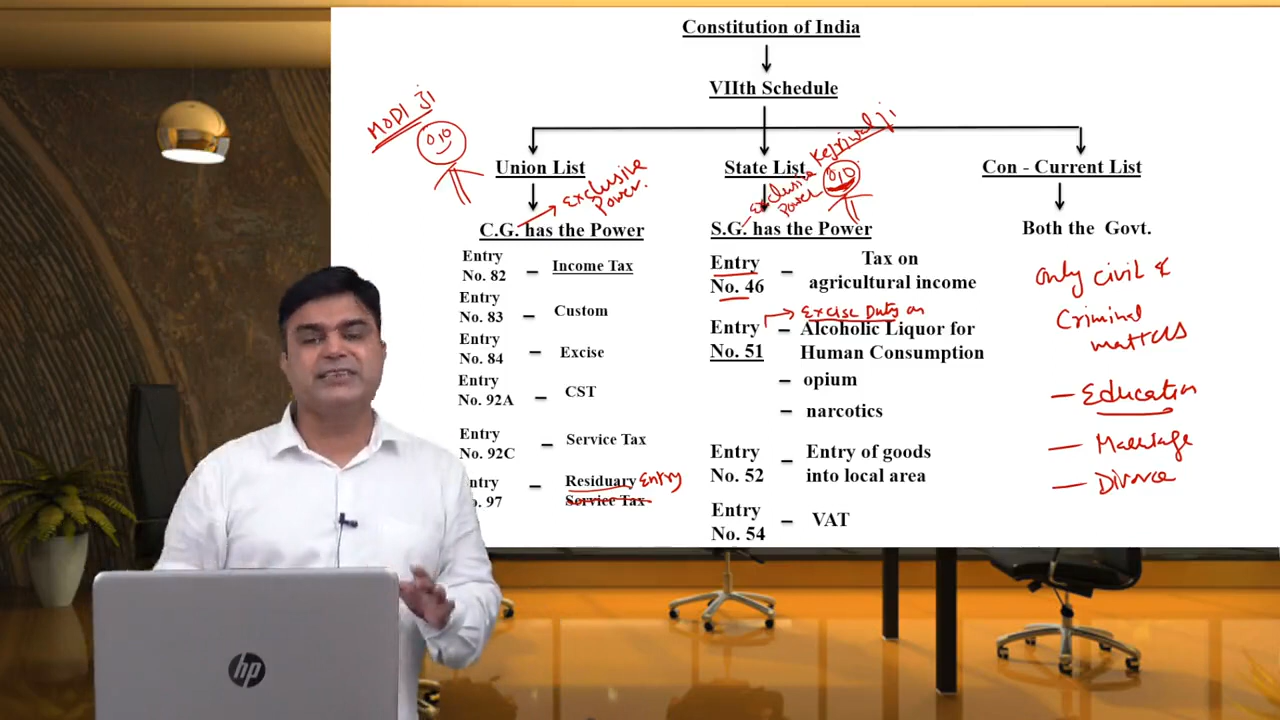 Constitution of India
VIIth Schedule
MODI ji
Union List
Exclusive
Power.
C.G. has the Power
Entry
No. 82 – Income Tax
Entry
No. 83 – Custom
Entry
No. 84 – Excise
Entry
No. 92A – CST
Entry
No. 92C – Service Tax
ntry – Residuary Entry
o. 97 Service Tax
State List
Kejriwal ji
Exclusive
Power
S.G. has the Power
Entry – Tax on
No. 46 agricultural income
Excise Duty on
Entry – Alcoholic Liquor for
No. 51 Human Consumption
– opium
– narcotics
Entry – Entry of goods
No. 52 into local area
Entry
No. 54 – VAT
Con - Current List
Both the Govt.
only civil &
Criminal
matters
– Education
– Marriage
– Divorce
hp